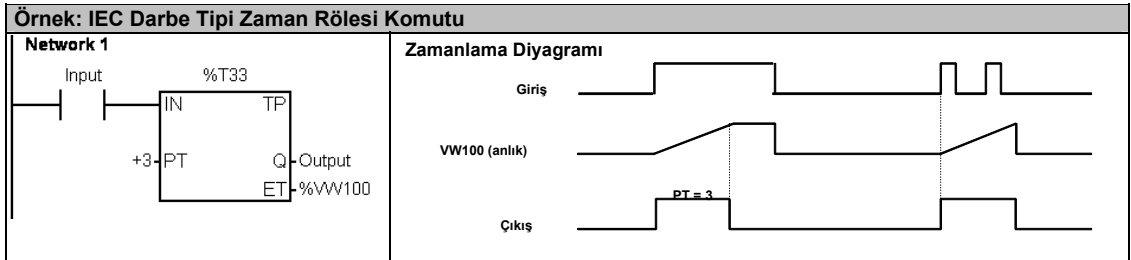 Örnek: IEC Darbe Tipi Zaman Rölesi Komutu
Network 1
Input
%T33
IN
TP
+3
PT
Q
Output
ET
%VW100
Zamanlama Diyagramı
Giriş
VW100 (anlık)
PT = 3
Çıkış